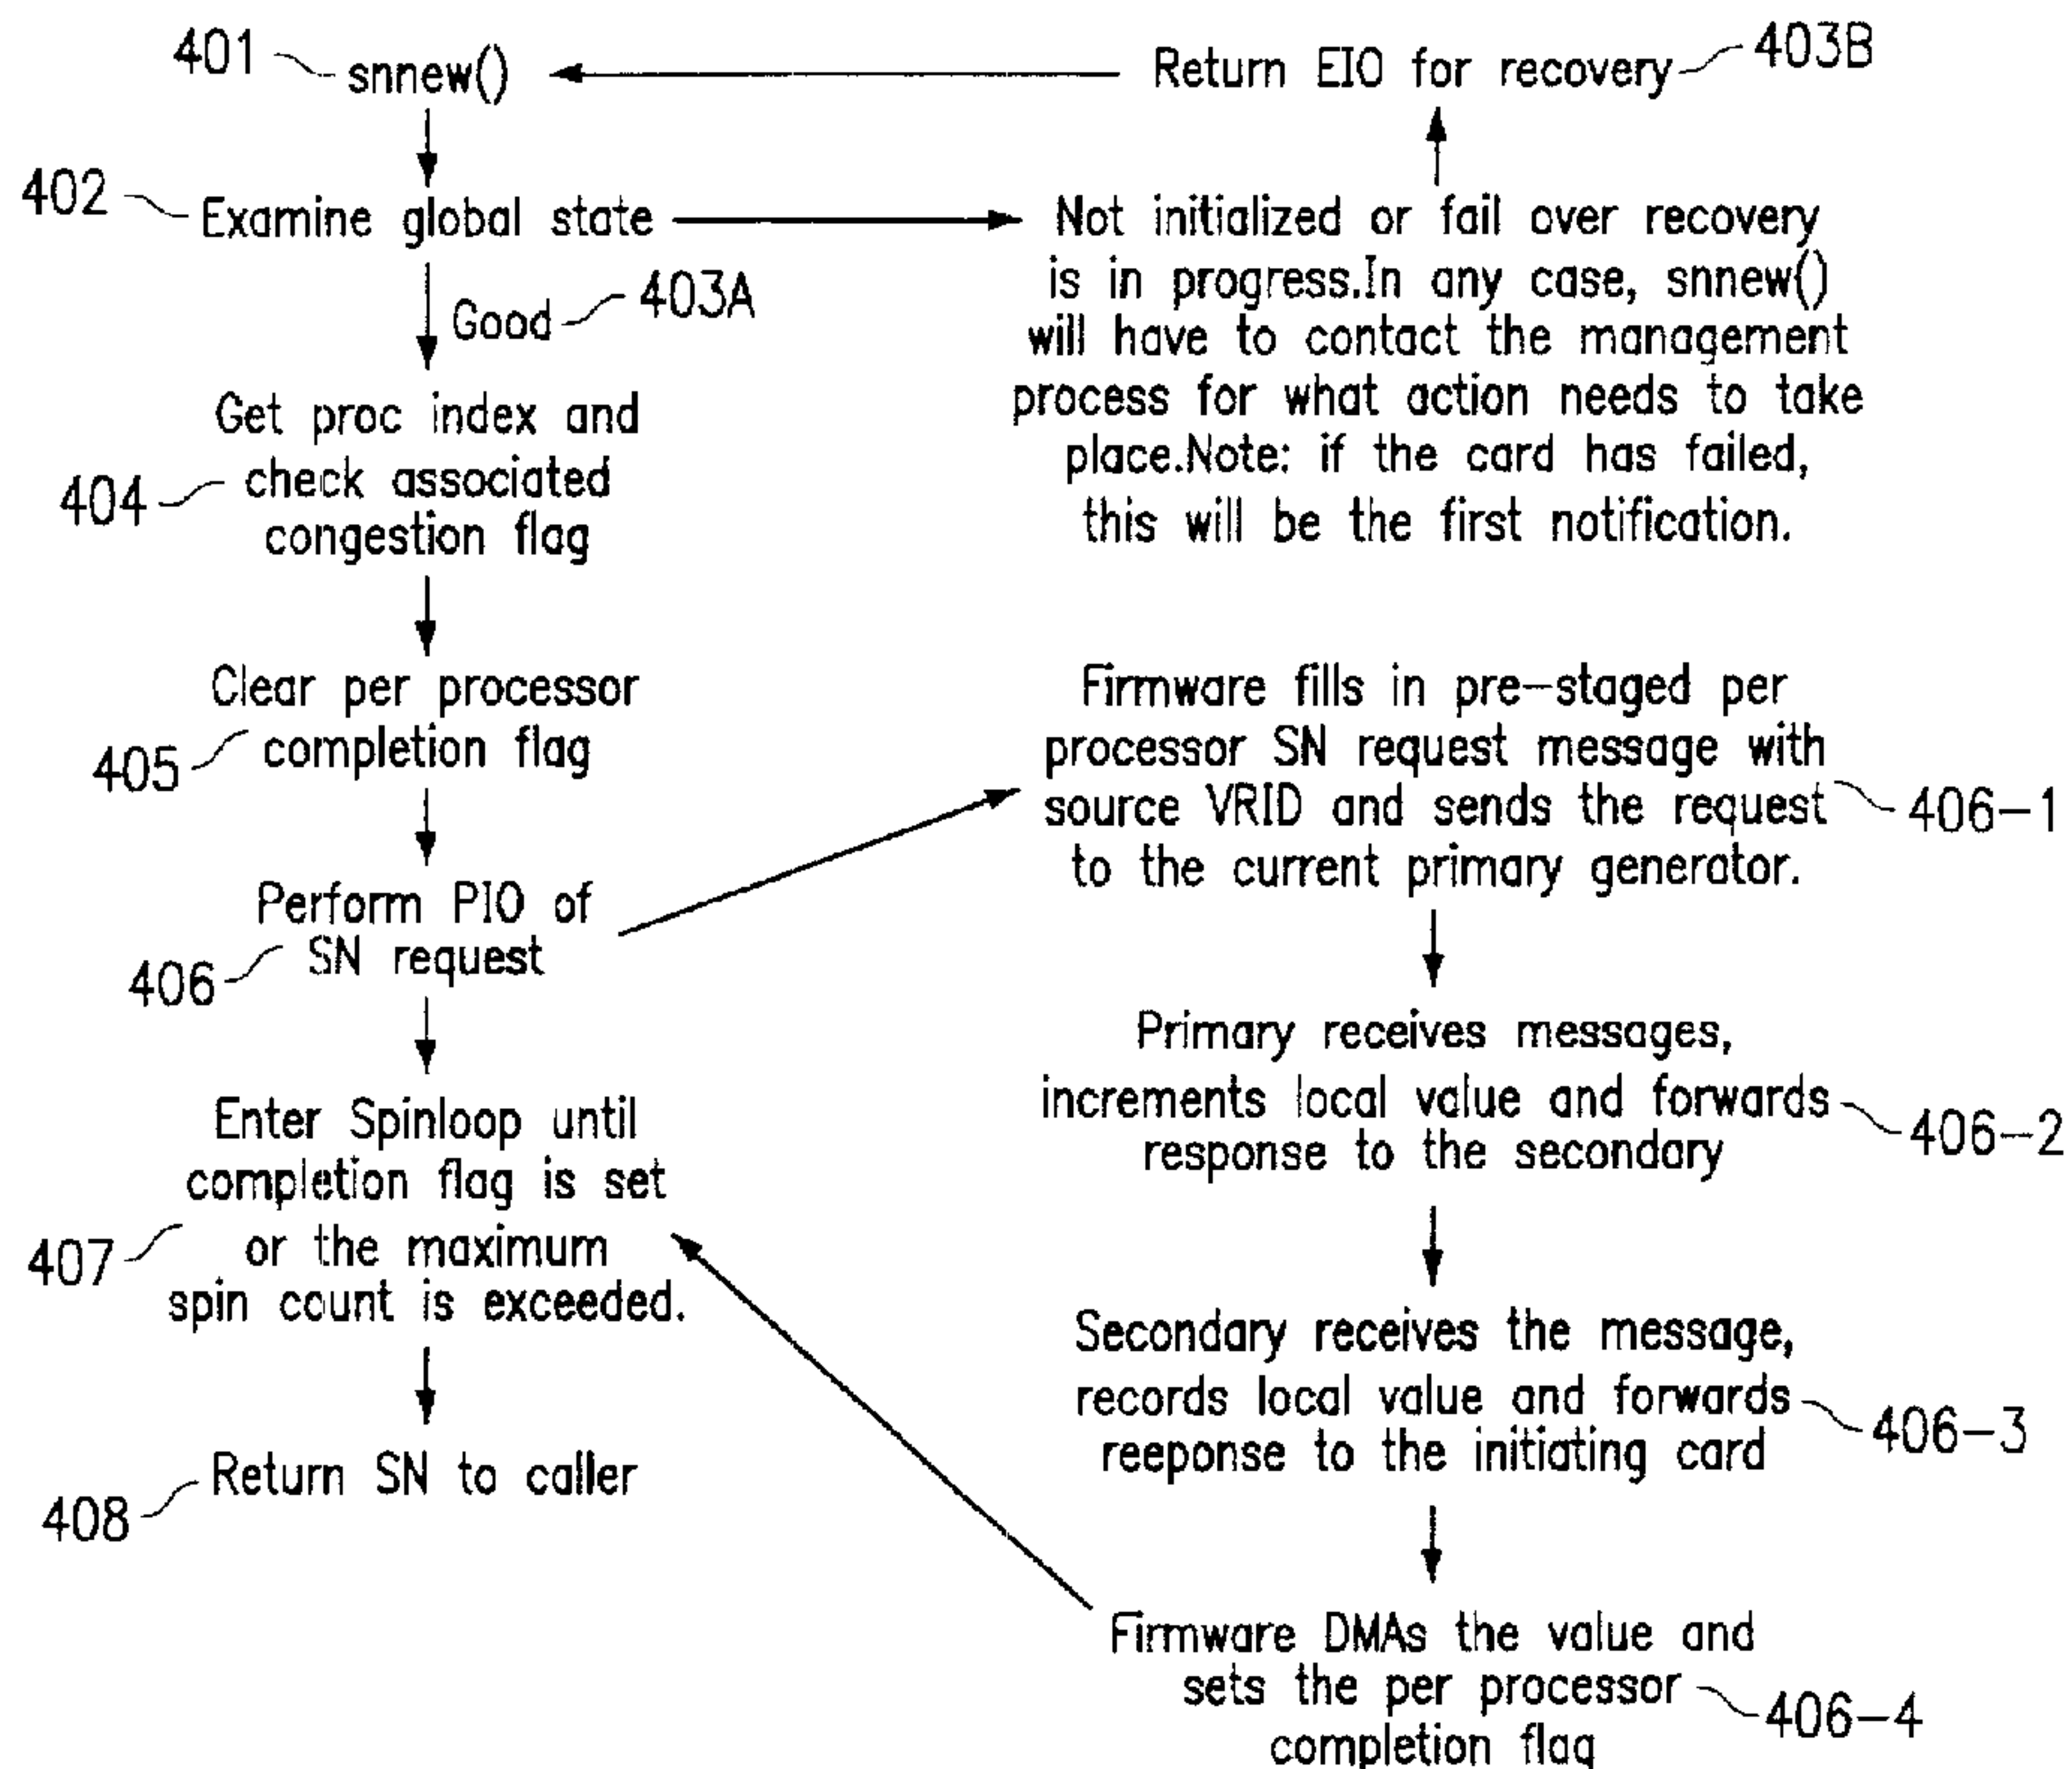 401
snnew()
Return EIO for recovery
403B
402
Examine global state
Not initialized or fail over recovery
is in progress.In any case, snnew()
will have to contact the management
process for what action needs to take
place.Note: if the card has failed,
this will be the first notification.
Good
403A
Get proc index and
check associated
congestion flag
404
Clear per processor
completion flag
405
Perform PIO of
SN request
406
Firmware fills in pre-staged per
processor SN request message with
source VRID and sends the request
to the current primary generator.
406-1
Primary receives messages,
increments local value and forwards
response to the secondary
406-2
Enter Spinloop until
completion flag is set
or the maximum
spin count is exceeded.
407
Secondary receives the message,
records local value and forwards
reeponse to the initiating card
406-3
Return SN to caller
408
Firmware DMAs the value and
sets the per processor
completion flag
406-4